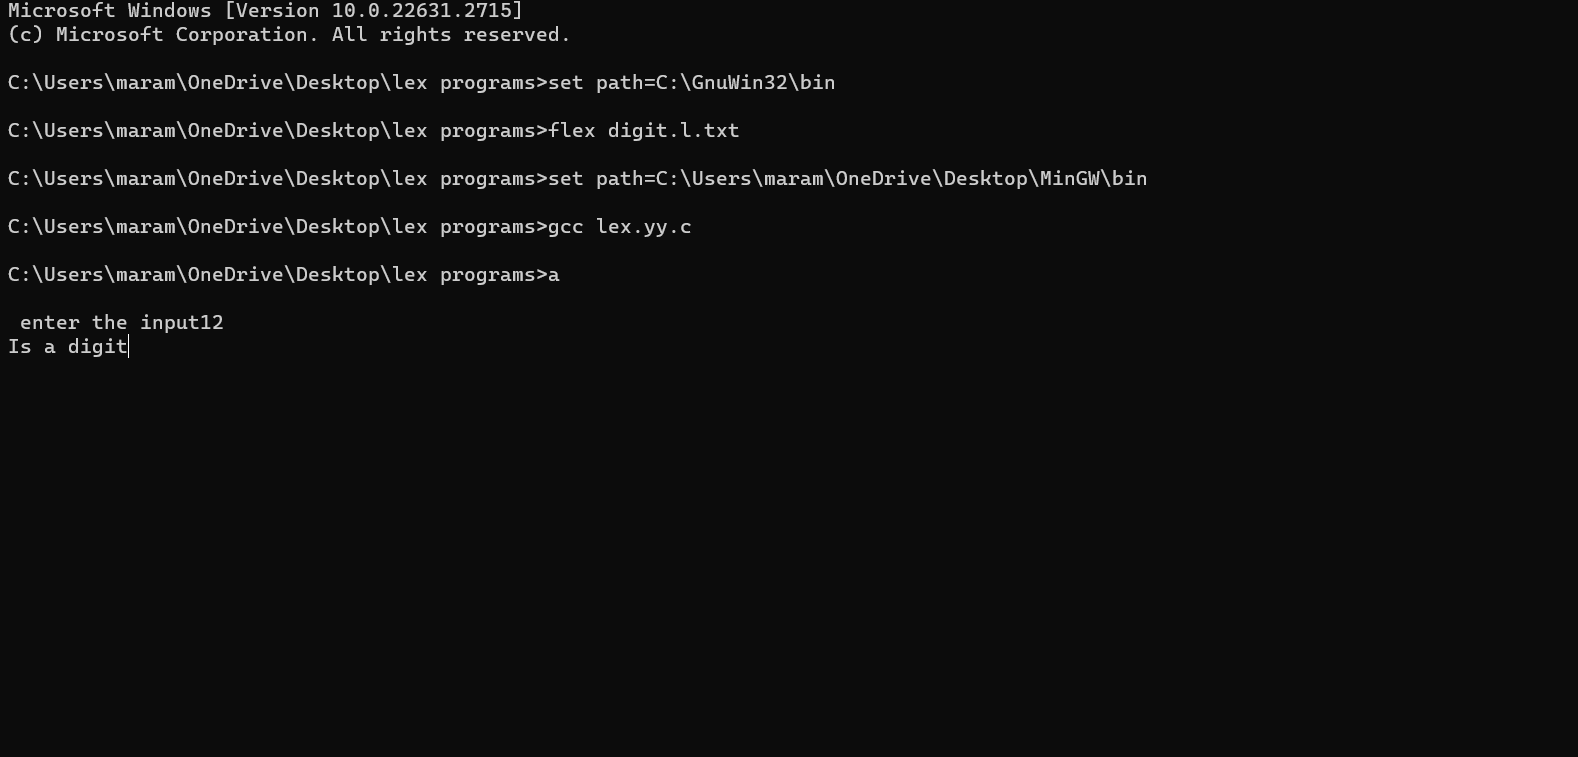 Microsoft Windows [Version 10.0.22631.2715]
(c) Microsoft Corporation. All rights reserved.
C:\Users\maram\OneDrive\Desktop\lex programs>set path=C:\GnuWin32\bin
C:\Users\maram\OneDrive\Desktop\lex programs>flex digit.l.txt
C:\Users\maram\OneDrive\Desktop\lex programs>set path=C:\Users\maram\OneDrive\Desktop\MinGW\bin
C:\Users\maram\OneDrive\Desktop\lex programs>gcc lex.yy.c
C:\Users\maram\OneDrive\Desktop\lex programs>a
enter the input12
Is a digit